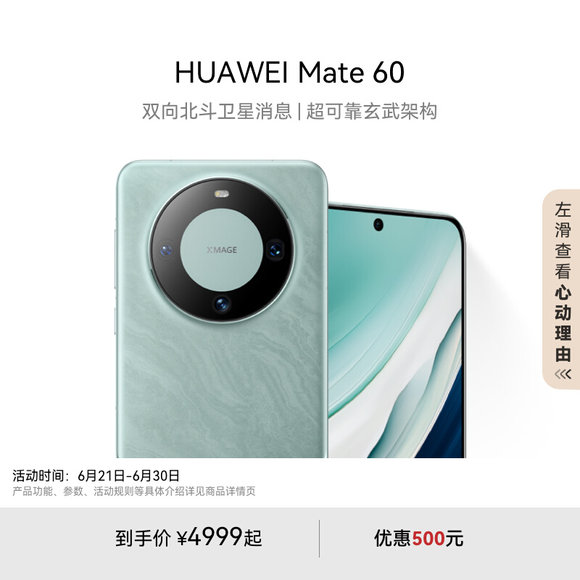 HUAWEI Mate 60
双向北斗卫星消息 | 超可靠玄武架构
XMAGE
左滑查看心动理由
活动时间：6月21日-6月30日
产品功能、参数、活动规则等具体介绍详见商品详情页
到手价 ¥4999起
优惠500元